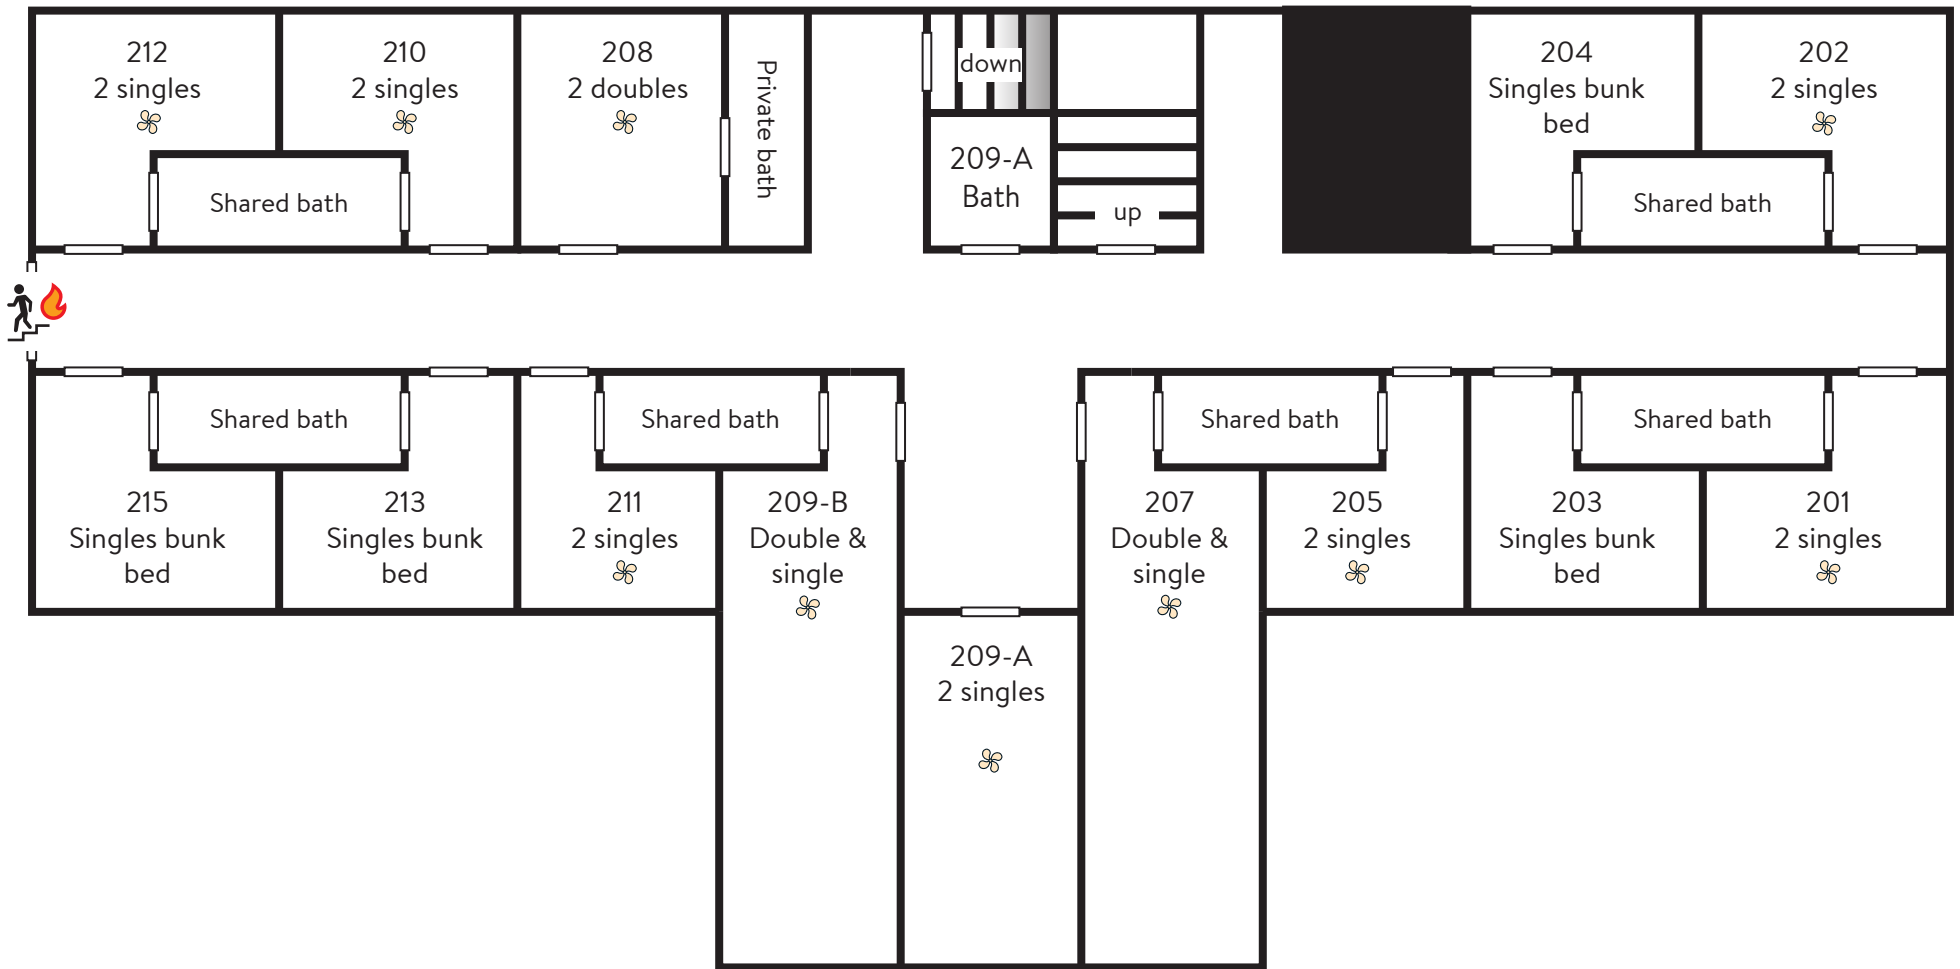 212
2 singles
210
2 singles
208
2 doubles
Private bath
down
209-A
Bath
up
204
Singles bunk
bed
202
2 singles
Shared bath
Shared bath
Shared bath
Shared bath
Shared bath
Shared bath
215
Singles bunk
bed
213
Singles bunk
bed
211
2 singles
209-B
Double &
single
207
Double &
single
205
2 singles
203
Singles bunk
bed
201
2 singles
209-A
2 singles